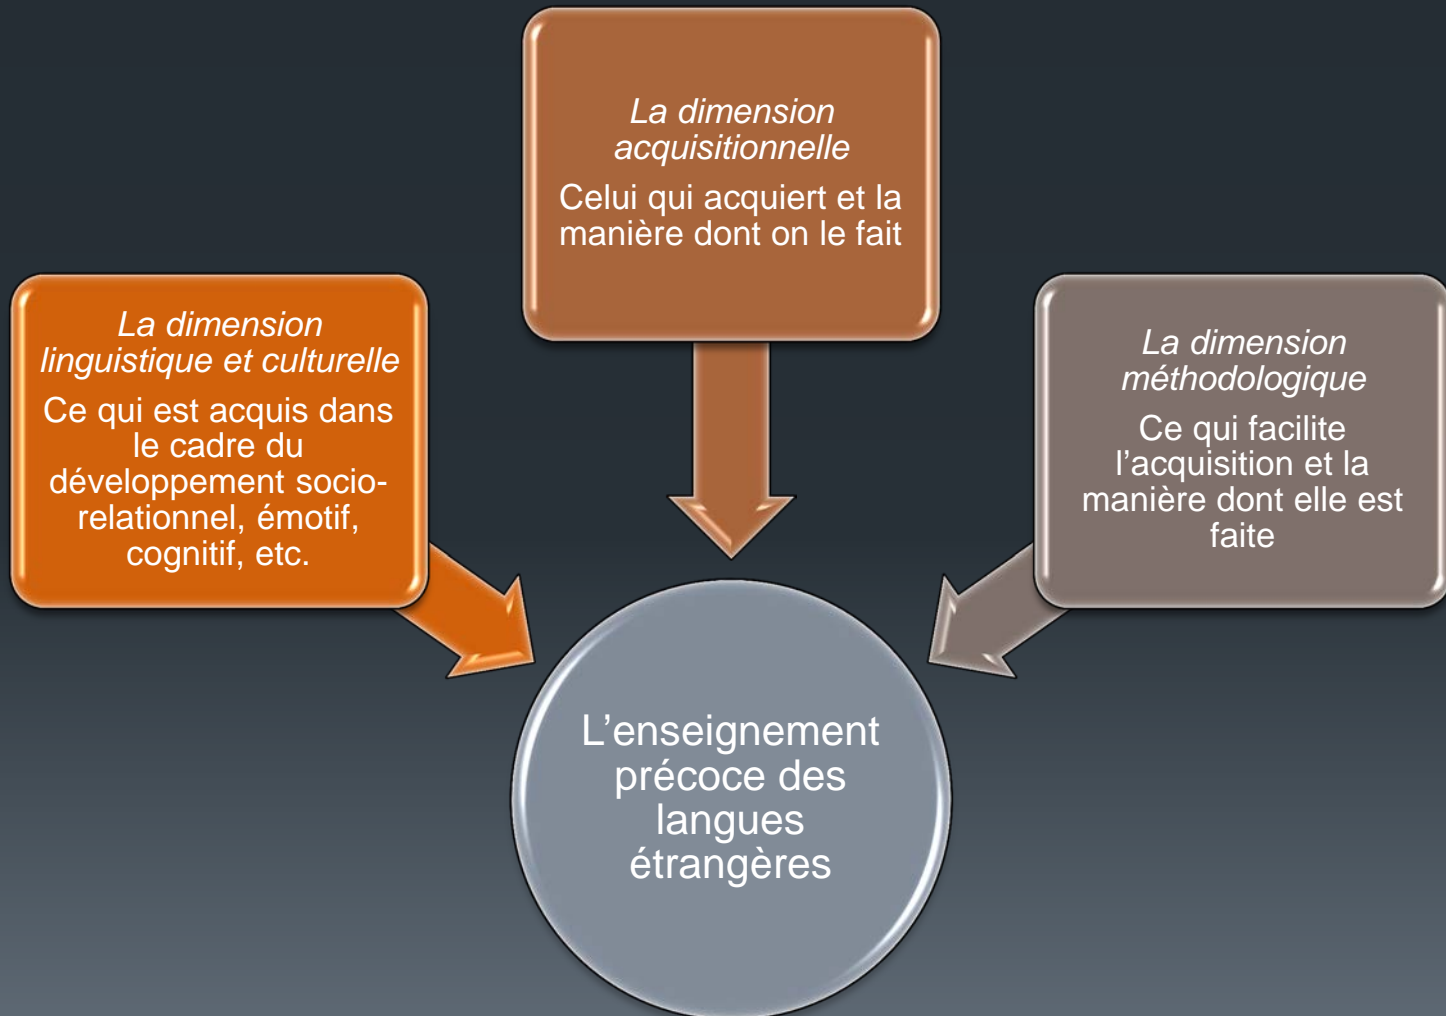 La dimension
acquisitionnelle
Celui qui acquiert et la
manière dont on le fait
La dimension
linguistique et culturelle
Ce qui est acquis dans
le cadre du
développement socio-
relationnel, émotif,
cognitif, etc.
La dimension
méthodologique
Ce qui facilite
l’acquisition et la
manière dont elle est
faite
L’enseignement
précoce des
langues
étrangères